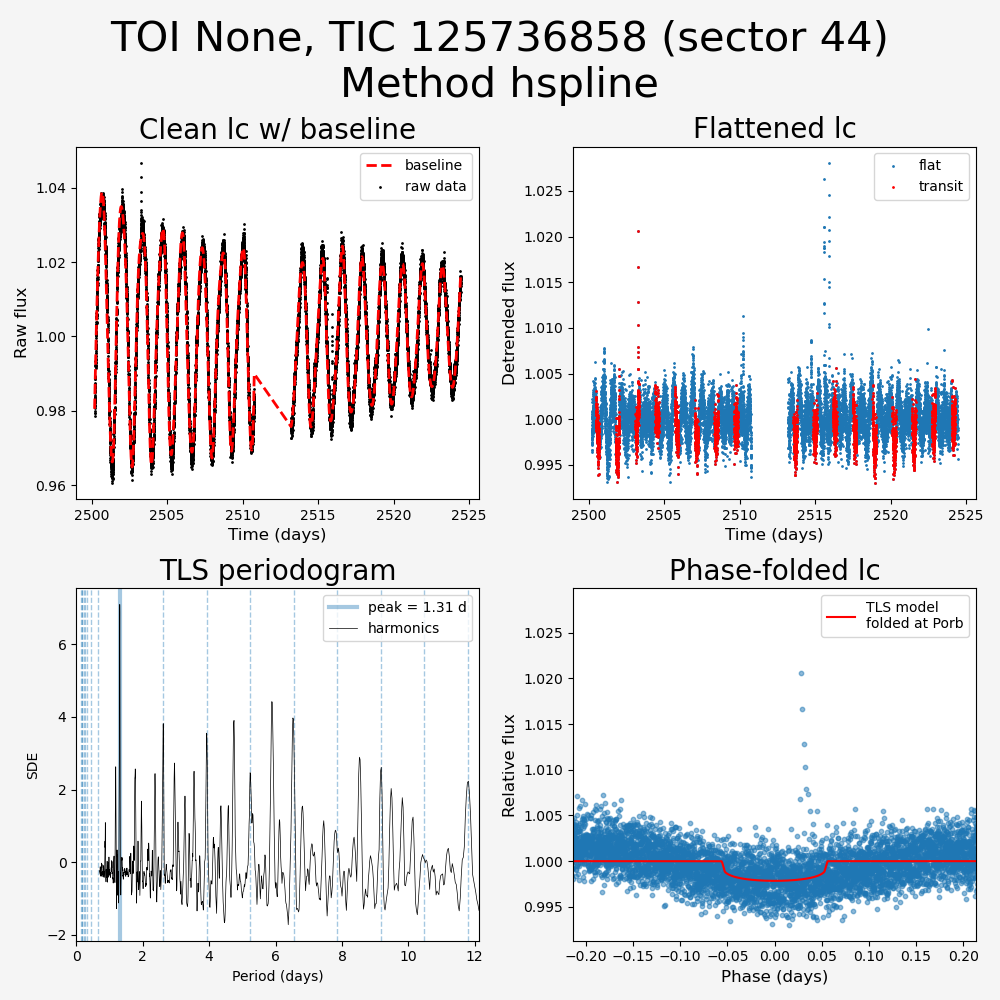 TOI None, TIC 125736858 (sector 44)
Method hspline
Clean lc w/ baseline
baseline
raw data
1.04
1.02
1.00
0.98
0.96
Raw flux
2500
2505
2510
2515
2520
2525
Time (days)
Flattened lc
flat
transit
1.025
1.020
1.015
1.010
1.005
1.000
0.995
Detrended flux
2500
2505
2510
2515
2520
2525
Time (days)
TLS periodogram
peak = 1.31 d
harmonics
6
4
2
0
−2
SDE
0
2
4
6
8
10
12
Period (days)
Phase-folded lc
TLS model
folded at Porb
1.025
1.020
1.015
1.010
1.005
1.000
0.995
Relative flux
−0.20
−0.15
−0.10
−0.05
0.00
0.05
0.10
0.15
0.20
Phase (days)